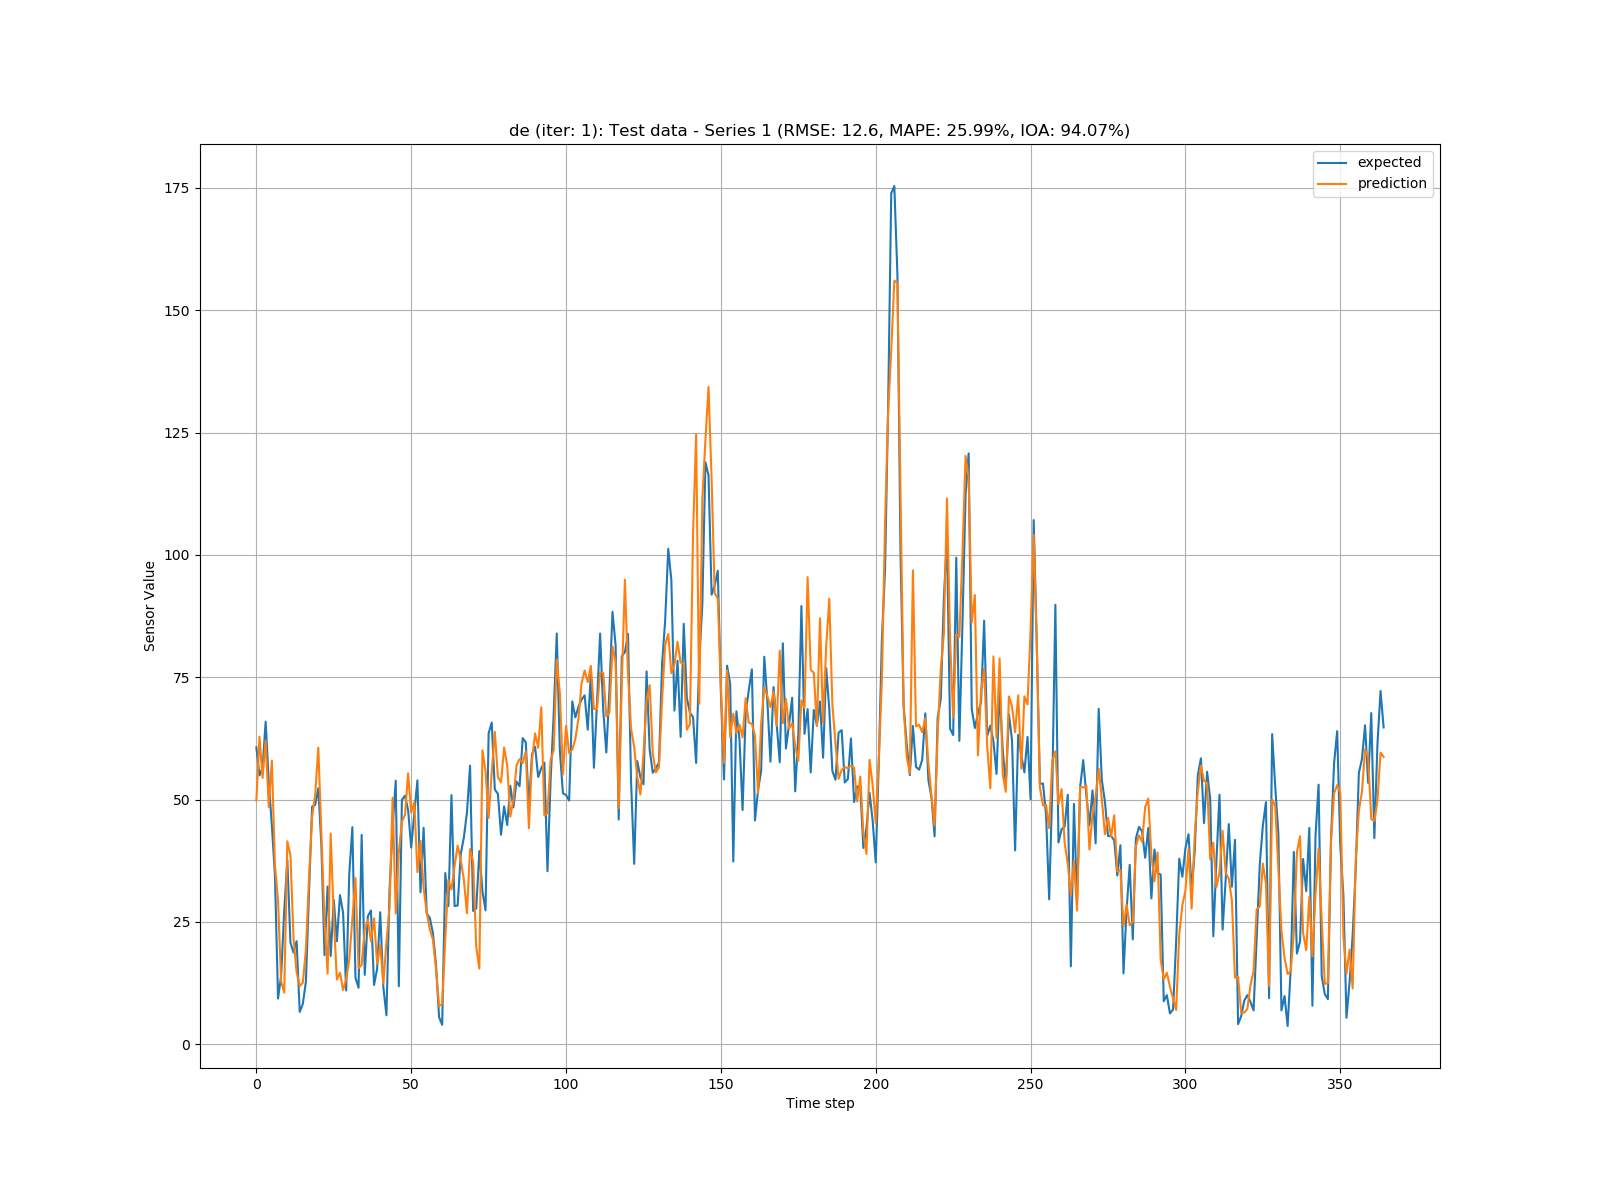 de (iter: 1): Test data - Series 1 (RMSE: 12.6, MAPE: 25.99%, IOA: 94.07%)
expected
prediction
175
150
125
100
75
50
25
0
Sensor Value
0 50 100 150 200 250 300 350
Time step